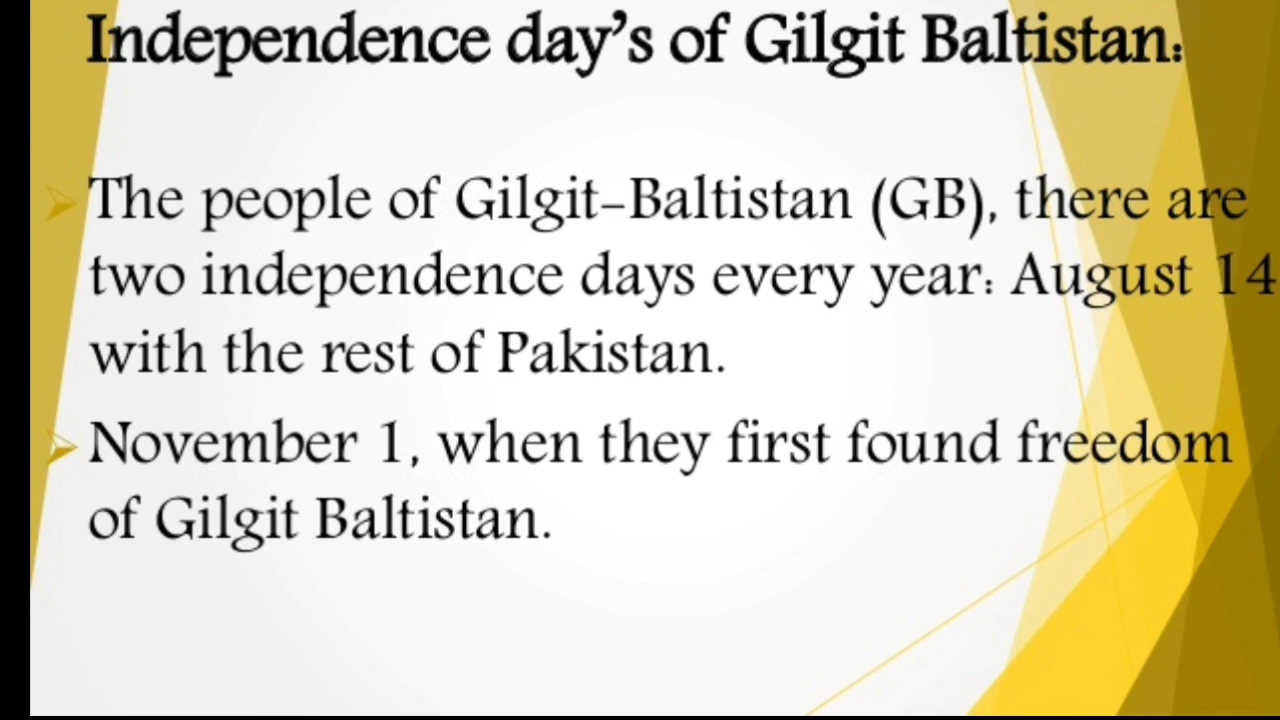 Independence day’s of Gilgit Baltistan:
The people of Gilgit-Baltistan (GB), there are
two independence days every year: August 14
with the rest of Pakistan.
November 1, when they first found freedom
of Gilgit Baltistan.